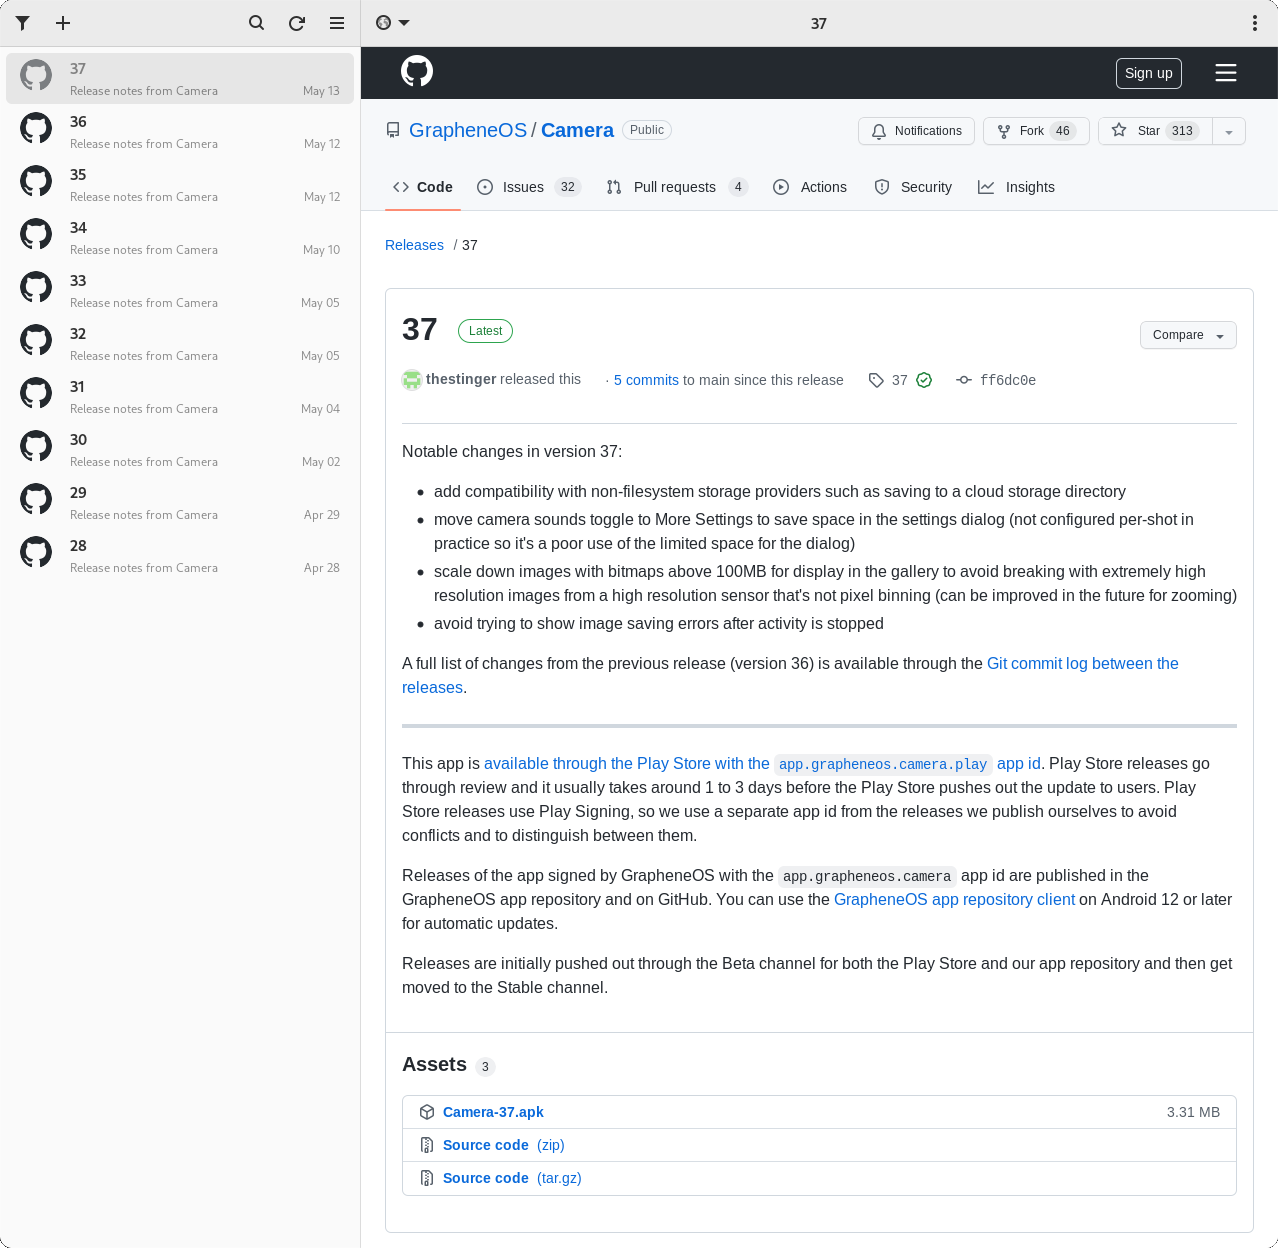 37
37
Release notes from Camera May 13
36
Release notes from Camera May 12
35
Release notes from Camera May 12
34
Release notes from Camera May 10
33
Release notes from Camera May 05
32
Release notes from Camera May 05
31
Release notes from Camera May 04
30
Release notes from Camera May 02
29
Release notes from Camera Apr 29
28
Release notes from Camera Apr 28
Sign up
GrapheneOS / Camera Public
Notifications Fork 46 Star 313
Code Issues 32 Pull requests 4 Actions Security Insights
Releases / 37
37 Latest
Compare
thestinger released this · 5 commits to main since this release 37 ff6dc0e
Notable changes in version 37:
• add compatibility with non-filesystem storage providers such as saving to a cloud storage directory
• move camera sounds toggle to More Settings to save space in the settings dialog (not configured per-shot in
practice so it's a poor use of the limited space for the dialog)
• scale down images with bitmaps above 100MB for display in the gallery to avoid breaking with extremely high
resolution images from a high resolution sensor that's not pixel binning (can be improved in the future for zooming)
• avoid trying to show image saving errors after activity is stopped
A full list of changes from the previous release (version 36) is available through the Git commit log between the
releases.
This app is available through the Play Store with the app.grapheneos.camera.play app id. Play Store releases go
through review and it usually takes around 1 to 3 days before the Play Store pushes out the update to users. Play
Store releases use Play Signing, so we use a separate app id from the releases we publish ourselves to avoid
conflicts and to distinguish between them.
Releases of the app signed by GrapheneOS with the app.grapheneos.camera app id are published in the
GrapheneOS app repository and on GitHub. You can use the GrapheneOS app repository client on Android 12 or later
for automatic updates.
Releases are initially pushed out through the Beta channel for both the Play Store and our app repository and then get
moved to the Stable channel.
Assets 3
Camera-37.apk 3.31 MB
Source code (zip)
Source code (tar.gz)